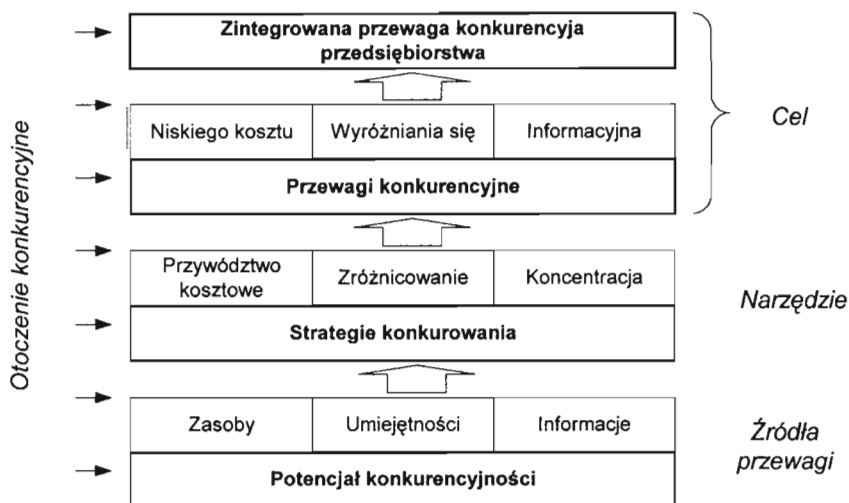 Zintegrowana przewaga konkurencyja
przedsiębiorstwa
Niskiego kosztu Wyróżniania się Informacyjna
Przewagi konkurencyjne
Cel
Przywództwo
kosztowe Zróżnicowanie Koncentracja
Strategie konkurowania
Narzędzie
Zasoby Umiejętności Informacje
Potencjał konkurencyjności
Źródła
przewagi
Otoczenie konkurencyjne